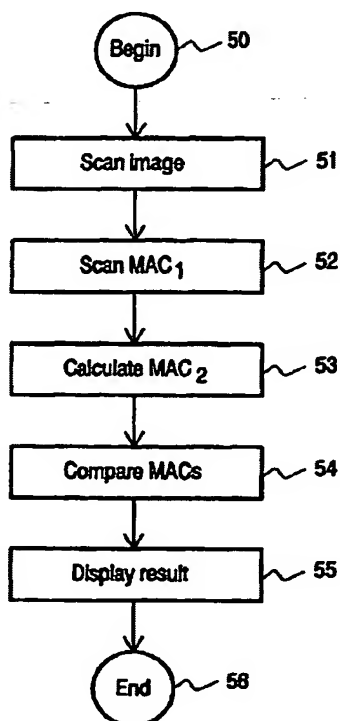 Begin 50
Scan image 51
Scan MAC1 52
Calculate MAC2 53
Compare MACs 54
Display result 55
End 56